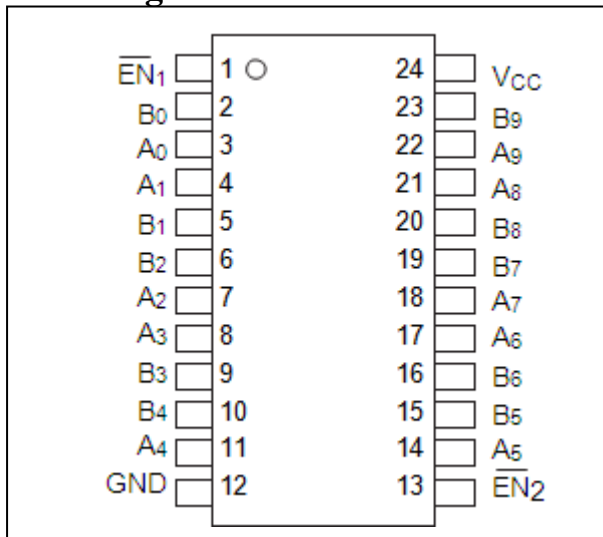 E̅N̅1 1 24 VCC
B0 2 23 B9
A0 3 22 A9
A1 4 21 A8
B1 5 20 B8
B2 6 19 B7
A2 7 18 A7
A3 8 17 A6
B3 9 16 B6
B4 10 15 B5
A4 11 14 A5
GND 12 13 E̅N̅2